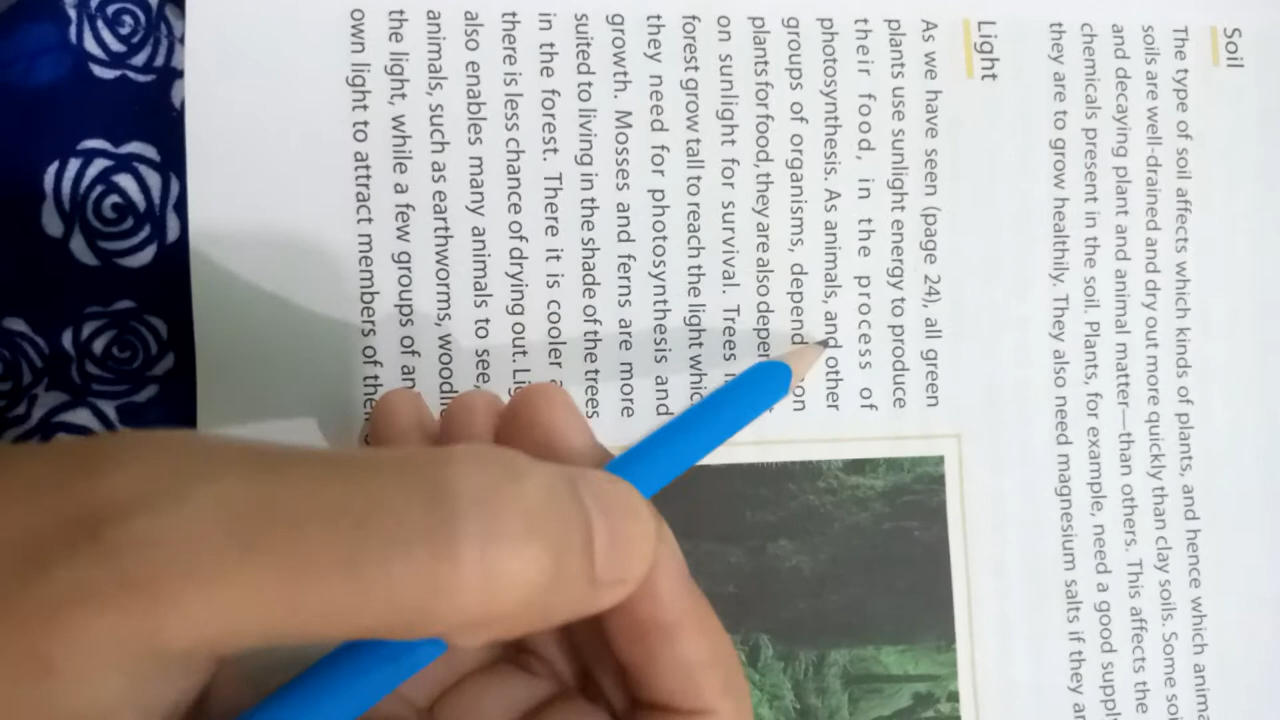 Soil
The type of soil affects which kinds of plants, and hence which
soils are well-drained and dry out more quickly than clay soils. Some
and decaying plant and animal matter—than others. This affects the
chemicals present in the soil. Plants, for example, need a good
they are to grow healthily. They also need magnesium salts if they
Light
As we have seen (page 24), all green
plants use sunlight energy to produce
their food, in the process of
photosynthesis. As animals, and other
groups of organisms, depend on
plants for food, they are also
on sunlight for survival. Trees
forest grow tall to reach the light
they need for photosynthesis and
growth. Mosses and ferns are more
suited to living in the shade of the trees
in the forest. There it is cooler
there is less chance of drying out.
also enables many animals to see,
animals, such as earthworms,
the light, while a few groups of
own light to attract members of